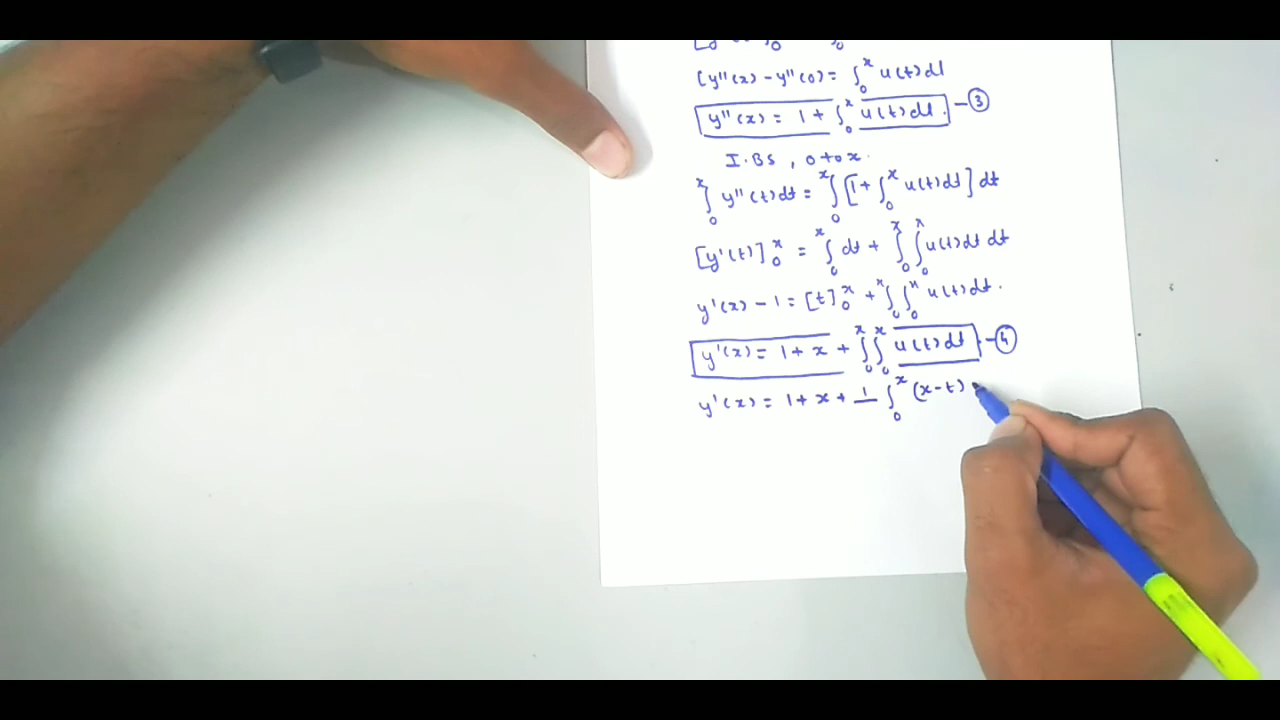 (y''(x) - y''(0) = ∫₀ˣ u(t)dt
y''(x) = 1 + ∫₀ˣ u(t)dt. - ③
I.BS, 0 to x.
∫₀ˣ y''(t)dt = ∫₀ˣ [1 + ∫₀ˣ u(t)dt] dt
[y'(t)]₀ˣ = ∫₀ˣ dt + ∫₀ˣ ∫₀ˣ u(t)dt dt
y'(x) - 1 = [t]₀ˣ + ∫₀ˣ ∫₀ˣ u(t)dt.
y'(x) = 1 + x + ∫₀ˣ ∫₀ˣ u(t)dt - ④
y'(x) = 1 + x + 1/ ∫₀ˣ (x-t)